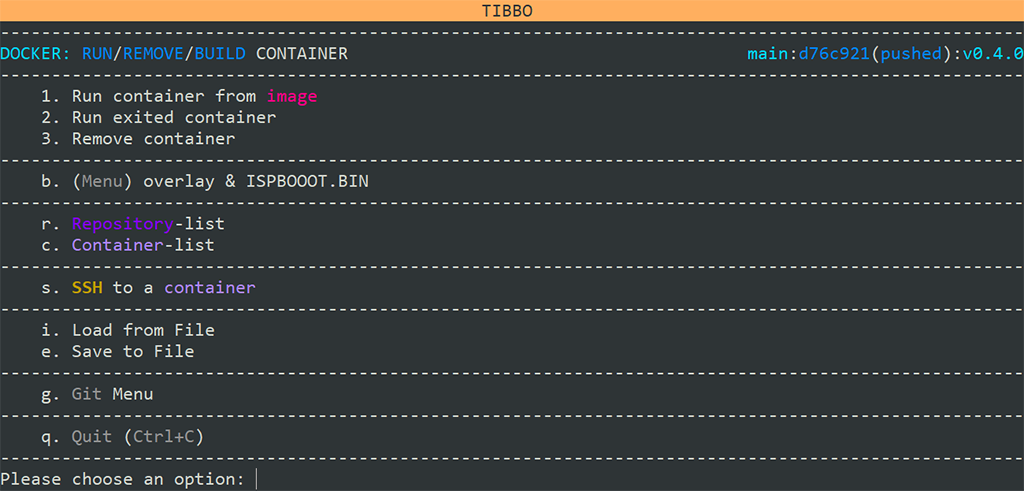 TIBBO
DOCKER: RUN/REMOVE/BUILD CONTAINER main:d76c921(pushed):v0.4.0
1. Run container from image
2. Run exited container
3. Remove container
b. (Menu) overlay & ISPBOOOT.BIN
r. Repository-list
c. Container-list
s. SSH to a container
i. Load from File
e. Save to File
g. Git Menu
q. Quit (Ctrl+C)
Please choose an option: